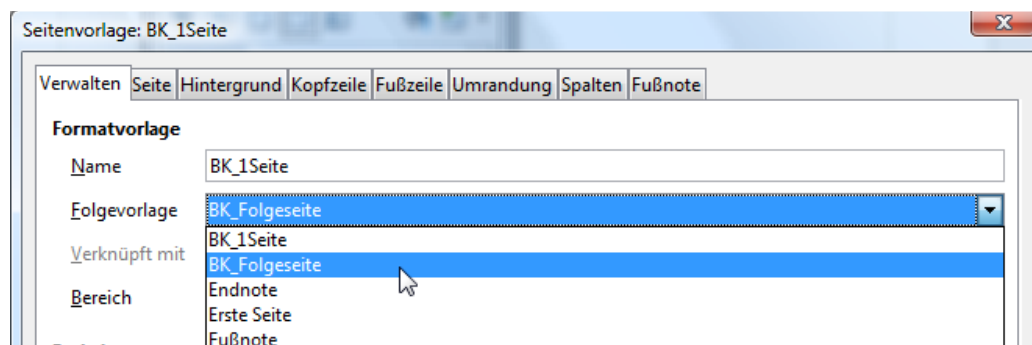 Seitenvorlage: BK_1Seite
Verwalten Seite Hintergrund Kopfzeile Fußzeile Umrandung Spalten Fußnote
Formatvorlage
Name BK_1Seite
Folgevorlage BK_Folgeseite
BK_1Seite
Verknüpft mit
BK_Folgeseite
Endnote
Bereich
Erste Seite
Fußnote